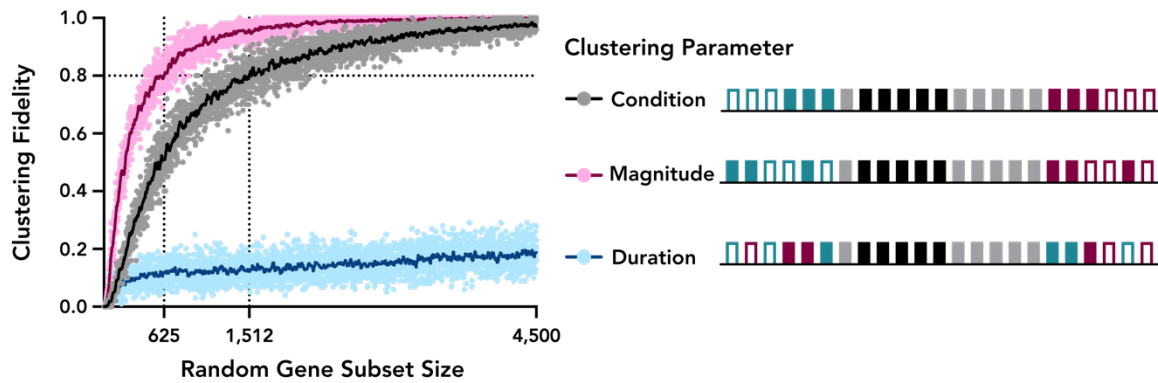 1.0
0.8
0.6
0.4
0.2
0.0
Clustering Fidelity
625
1,512
4,500
Random Gene Subset Size
Clustering Parameter
Condition
Magnitude
Duration